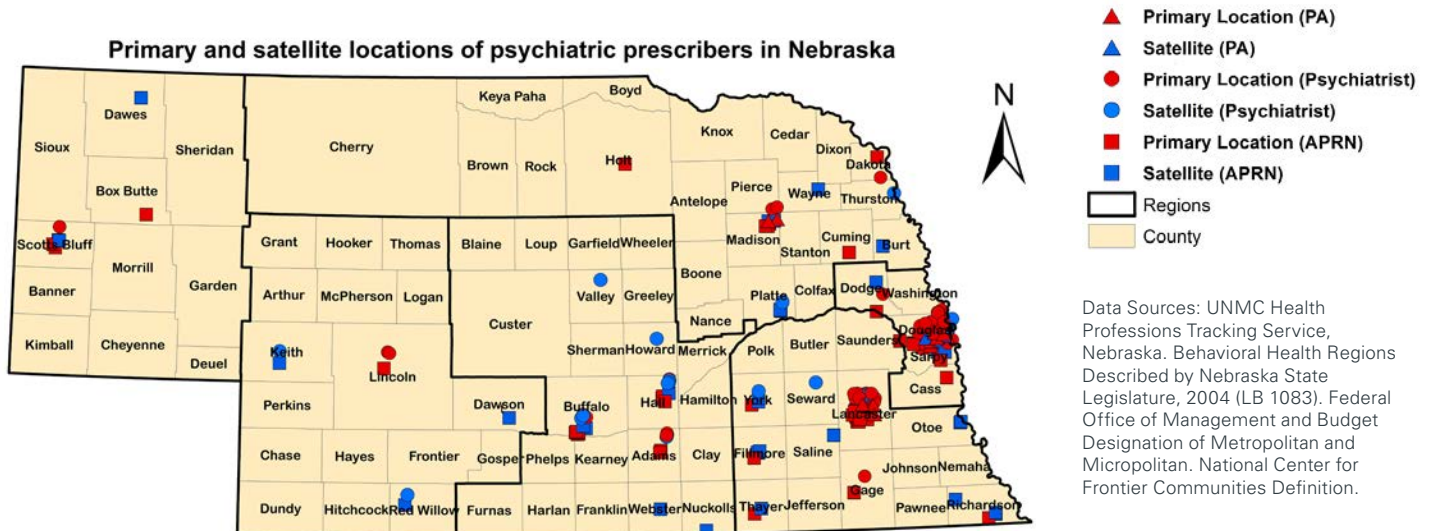 Primary and satellite locations of psychiatric prescribers in Nebraska
Primary Location (PA)
Satellite (PA)
Primary Location (Psychiatrist)
Satellite (Psychiatrist)
Primary Location (APRN)
Satellite (APRN)
Regions
County
N
Data Sources: UNMC Health
Professions Tracking Service,
Nebraska. Behavioral Health Regions
Described by Nebraska State
Legislature, 2004 (LB 1083). Federal
Office of Management and Budget
Designation of Metropolitan and
Micropolitan. National Center for
Frontier Communities Definition.
Sioux
Dawes
Sheridan
Box Butte
Scotts Bluff
Morrill
Garden
Banner
Kimball
Cheyenne
Deuel
Cherry
Keya Paha
Boyd
Brown
Rock
Holt
Knox
Cedar
Dixon
Dakota
Antelope
Pierce
Wayne
Thurston
Madison
Stanton
Cuming
Burt
Boone
Nance
Platte
Colfax
Dodge
Washington
Grant
Hooker
Thomas
Blaine
Loup
Garfield
Wheeler
Arthur
McPherson
Logan
Custer
Valley
Greeley
Keith
Lincoln
Perkins
Sherman
Howard
Merrick
Polk
Butler
Saunders
Douglas
Sarpy
Cass
Dawson
Buffalo
Hall
Hamilton
York
Seward
Lancaster
Otoe
Chase
Hayes
Frontier
Gosper
Phelps
Kearney
Adams
Clay
Fillmore
Saline
Gage
Johnson
Nemaha
Dundy
Hitchcock
Red Willow
Furnas
Harlan
Franklin
Webster
Nuckolls
Thayer
Jefferson
Pawnee
Richardson